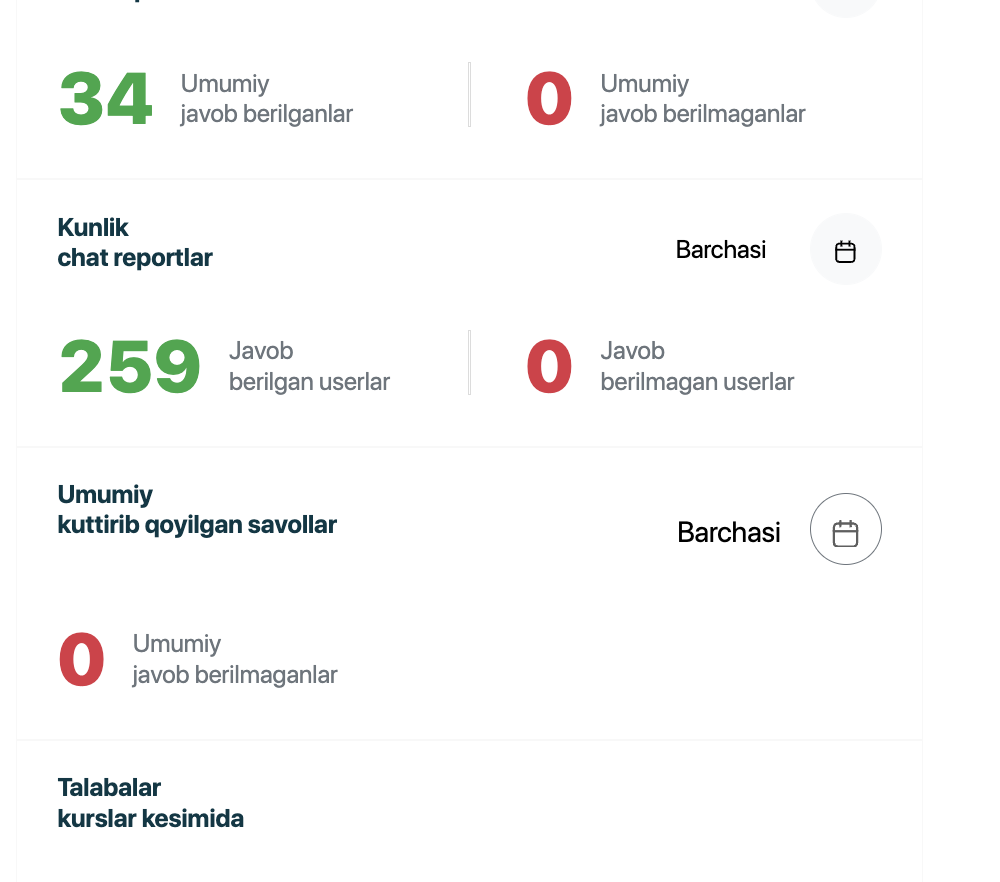 34
Umumiy
javob berilganlar
0
Umumiy
javob berilmaganlar
Kunlik
chat reportlar
Barchasi
259
Javob
berilgan userlar
0
Javob
berilmagan userlar
Umumiy
kuttirib qoyilgan savollar
Barchasi
0
Umumiy
javob berilmaganlar
Talabalar
kurslar kesimida